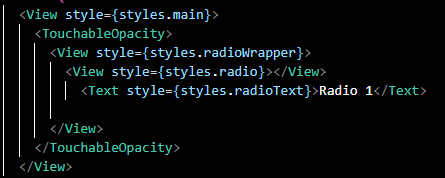 <View style={styles.main}>
<TouchableOpacity>
<View style={styles.radioWrapper}>
<View style={styles.radio}></View>
<Text style={styles.radioText}>Radio 1</Text>
</View>
</TouchableOpacity>
</View>